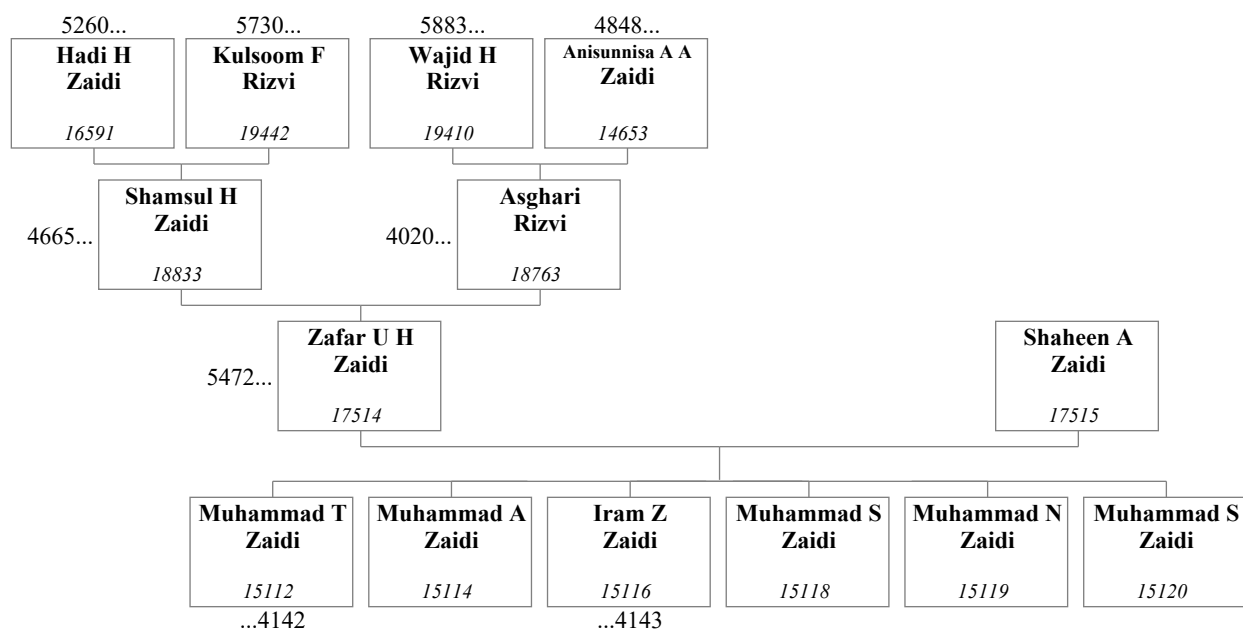 5260...
5730...
5883...
4848...
Hadi H
Zaidi
16591
Kulsoom F
Rizvi
19442
Wajid H
Rizvi
19410
Anisunnisa A A
Zaidi
14653
4665...
Shamsul H
Zaidi
18833
4020...
Asghari
Rizvi
18763
5472...
Zafar U H
Zaidi
17514
Shaheen A
Zaidi
17515
Muhammad T
Zaidi
15112
...4142
Muhammad A
Zaidi
15114
Iram Z
Zaidi
15116
...4143
Muhammad S
Zaidi
15118
Muhammad N
Zaidi
15119
Muhammad S
Zaidi
15120